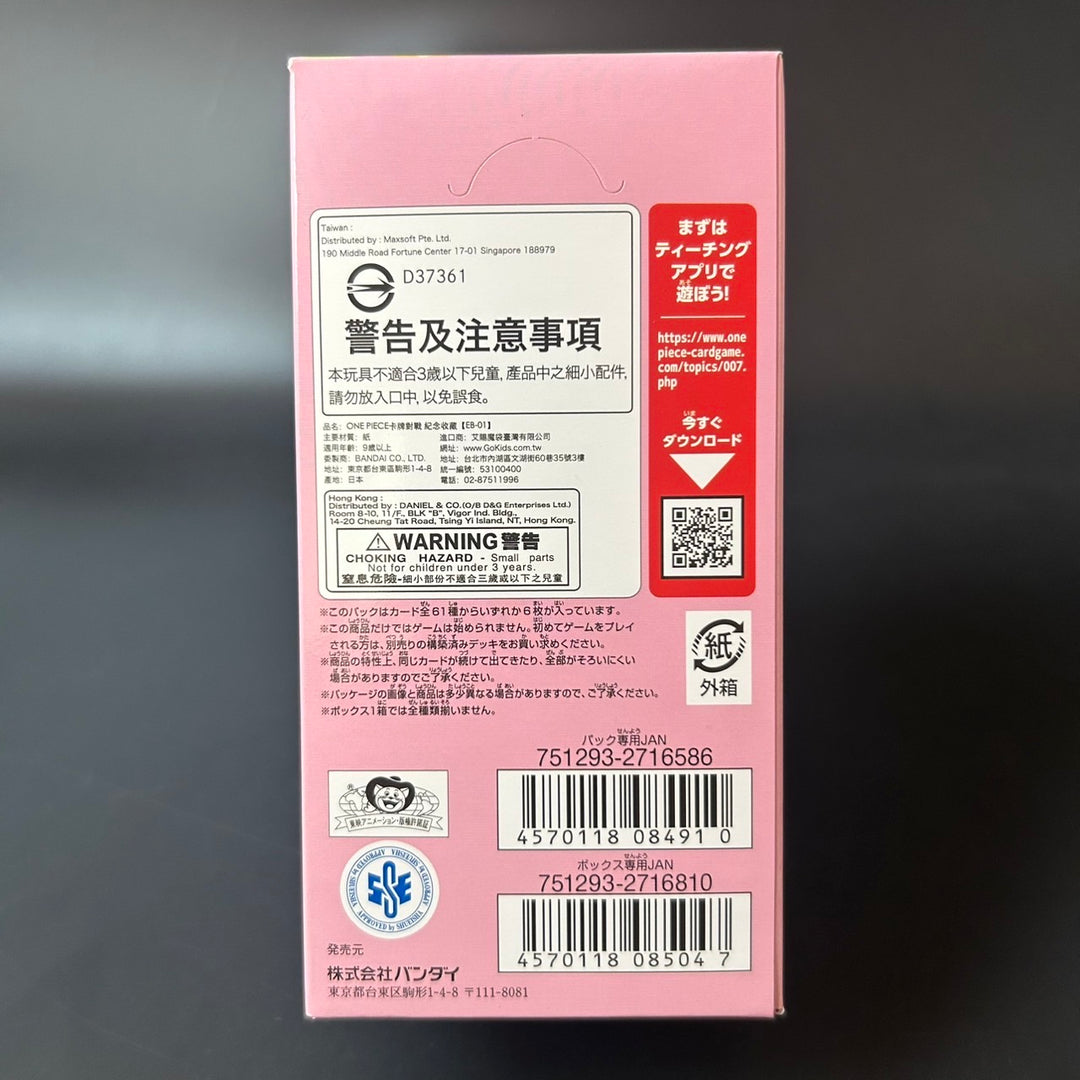 Taiwan :
Distributed by : Maxsoft Pte. Ltd.
190 Middle Road Fortune Center 17-01 Singapore 188979
D37361
警告及注意事項
本玩具不適合3歲以下兒童, 產品中之細小配件,
請勿放入口中, 以免誤食。
品名: ONE PIECE卡牌對戰 紀念收藏【EB-01】
主要材質: 紙
適用年齡: 9歲以上
委製商: BANDAI CO., LTD.
地址: 東京都台東區駒形1-4-8
產地: 日本
進口商: 艾賜魔袋臺灣有限公司
網址: www.GoKids.com.tw
地址: 台北市內湖區文湖街60巷35號3樓
統一編號: 53100400
電話: 02-87511996
Hong Kong :
Distributed by : DANIEL & CO.(O/B D&G Enterprises Ltd.)
Room 8-10, 11/F., BLK "B", Vigor Ind. Bldg.,
14-20 Cheung Tat Road, Tsing Yi Island, NT, Hong Kong.
WARNING 警告
CHOKING HAZARD - Small parts
Not for children under 3 years.
窒息危險-細小部份不適合三歲或以下之兒童
※このパックはカード全61種からいずれか6枚が入っています。
※この商品だけではゲームは始められません。初めてゲームをプレイ
される方は、別売りの構築済みデッキをお買い求めください。
※商品の特性上、同じカードが続けて出てきたり、全部がそろいにくい
場合がありますのでご了承ください。
※パッケージの画像と商品は多少異なる場合がありますので、ご了承ください。
※ボックス1箱では全種類揃いません。
まずは
ティーチング
アプリで
遊ぼう!
https://www.one
piece-cardgame.
com/topics/007.
php
今すぐ
ダウンロード
紙
外箱
パック専用JAN
751293-2716586
4570118 084910
ボックス専用JAN
751293-2716810
4570118 085047
東映アニメーション・版権許諾証
APPROVED by SHUEISHA
APPROVED by SHUEISHA
APPROVED by SHUEISHA
発売元
株式会社バンダイ
東京都台東区駒形1-4-8 〒111-8081